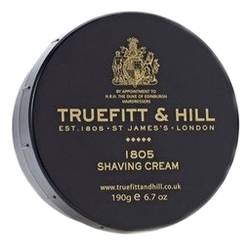 BY APPOINTMENT TO
H.R.H. THE DUKE OF EDINBURGH
HAIRDRESSERS
TRUEFITT & HILL
EST. 1805 • ST JAMES'S • LONDON
1805
SHAVING CREAM
www.truefittandhill.co.uk
190g ℮ 6.7 oz